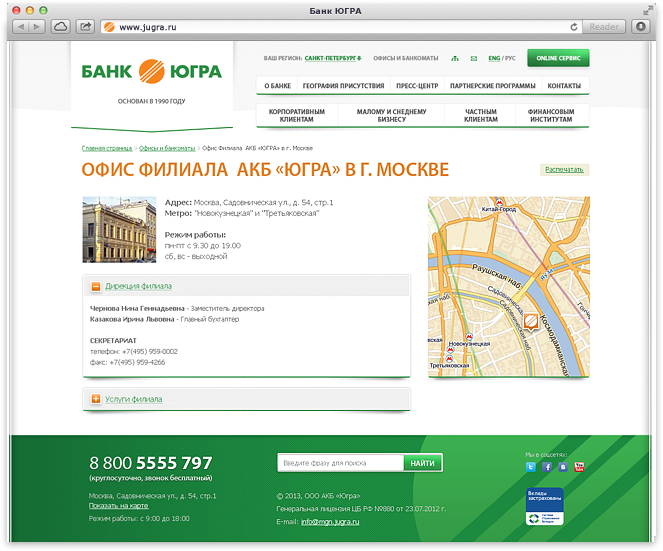 Банк ЮГРА
www.jugra.ru
Reader
БАНК ЮГРА
ОСНОВАН В 1990 ГОДУ
ВАШ РЕГИОН: САНКТ-ПЕТЕРБУРГ
ОФИСЫ И БАНКОМАТЫ
ENG / РУС
ONLINE СЕРВИС
О БАНКЕ ГЕОГРАФИЯ ПРИСУТСТВИЯ ПРЕСС-ЦЕНТР ПАРТНЕРСКИЕ ПРОГРАММЫ КОНТАКТЫ
КОРПОРАТИВНЫМ КЛИЕНТАМ
МАЛОМУ И СНЕДНЕМУ БИЗНЕСУ
ЧАСТНЫМ КЛИЕНТАМ
ФИНАНСОВЫМ ИНСТИТУТАМ
Главная страница > Офисы и банкоматы > Офис Филиала АКБ «ЮГРА» в г. Москве
ОФИС ФИЛИАЛА АКБ «ЮГРА» В Г. МОСКВЕ
Распечатать
Адрес: Москва, Садовническая ул., д. 54, стр.1
Метро: "Новокузнецкая" и "Третьяковская"
Режим работы:
пн-пт с 9.30 до 19.00
сб, вс - выходной
Китай-Город
Раушская наб
Яуза
Садовническая
Садовническая наб
Космодамианская
Новокузнецкая
Третьяковская
Дирекция филиала
Чернова Нина Геннадьевна - Заместитель директора
Казакова Ирина Львовна - Главный бухгалтер
СЕКРЕТАРИАТ
телефон: +7(495) 959-0002
факс: +7(495) 959-4266
Услуги филиала
8 800 5555 797
(круглосуточно, звонок бесплатный)
Москва, Садовническая ул., д. 54, стр.1
Показать на карте
Режим работы: с 9:00 до 18:00
Введите фразу для поиска
НАЙТИ
© 2013, ООО АКБ «Югра»
Генеральная лицензия ЦБ РФ №880 от 23.07.2012 г.
E-mail: info@mgn.jugra.ru
Мы в соцсетях:
You Tube
Вклады
застрахованы